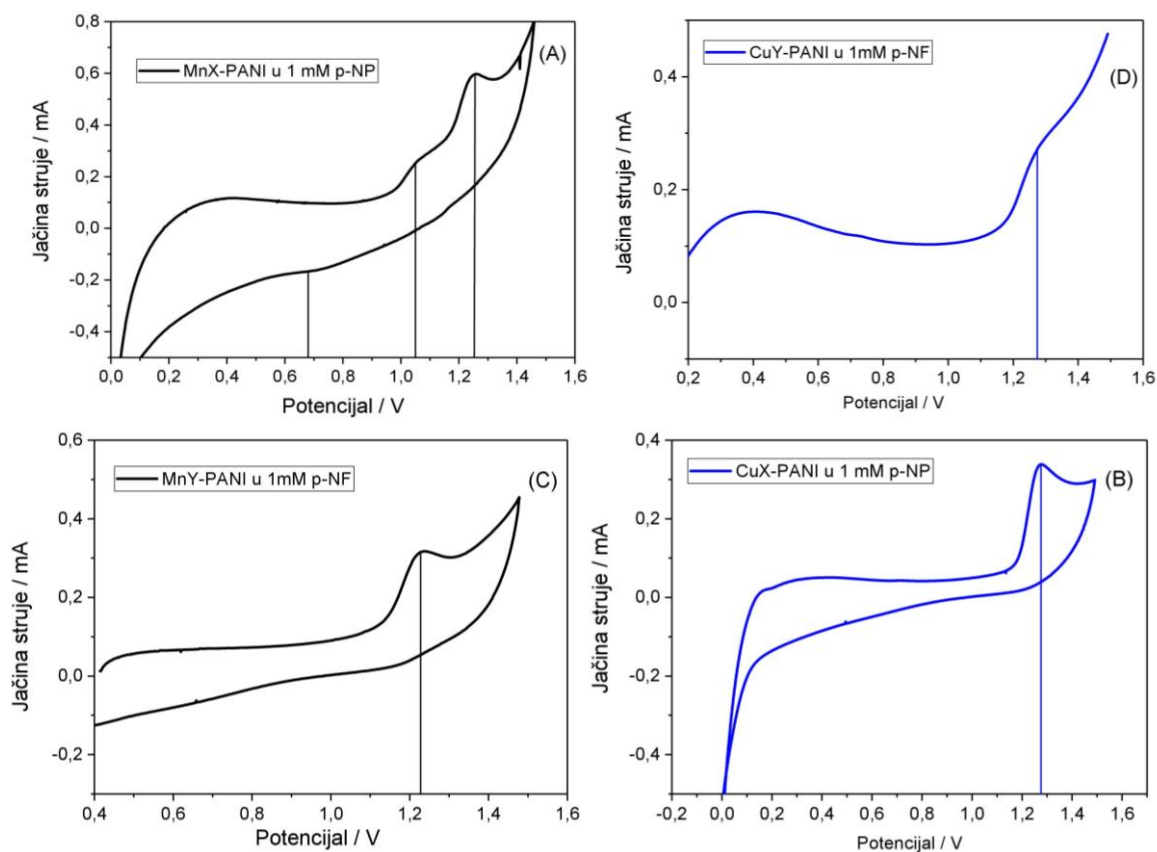 (A)
MnX-PANI u 1 mM p-NP
Jačina struje / mA
0,8
0,6
0,4
0,2
0,0
-0,2
-0,4
0,0 0,2 0,4 0,6 0,8 1,0 1,2 1,4 1,6
Potencijal / V
(D)
CuY-PANI u 1mM p-NF
Jačina struje / mA
0,4
0,2
0,0
0,2 0,4 0,6 0,8 1,0 1,2 1,4 1,6
Potencijal / V
(C)
MnY-PANI u 1mM p-NF
Jačina struje / mA
0,6
0,4
0,2
0,0
-0,2
0,4 0,6 0,8 1,0 1,2 1,4 1,6
Potencijal / V
(B)
CuX-PANI u 1 mM p-NP
Jačina struje / mA
0,4
0,2
0,0
-0,2
-0,4
-0,2 0,0 0,2 0,4 0,6 0,8 1,0 1,2 1,4 1,6
Potencijal / V